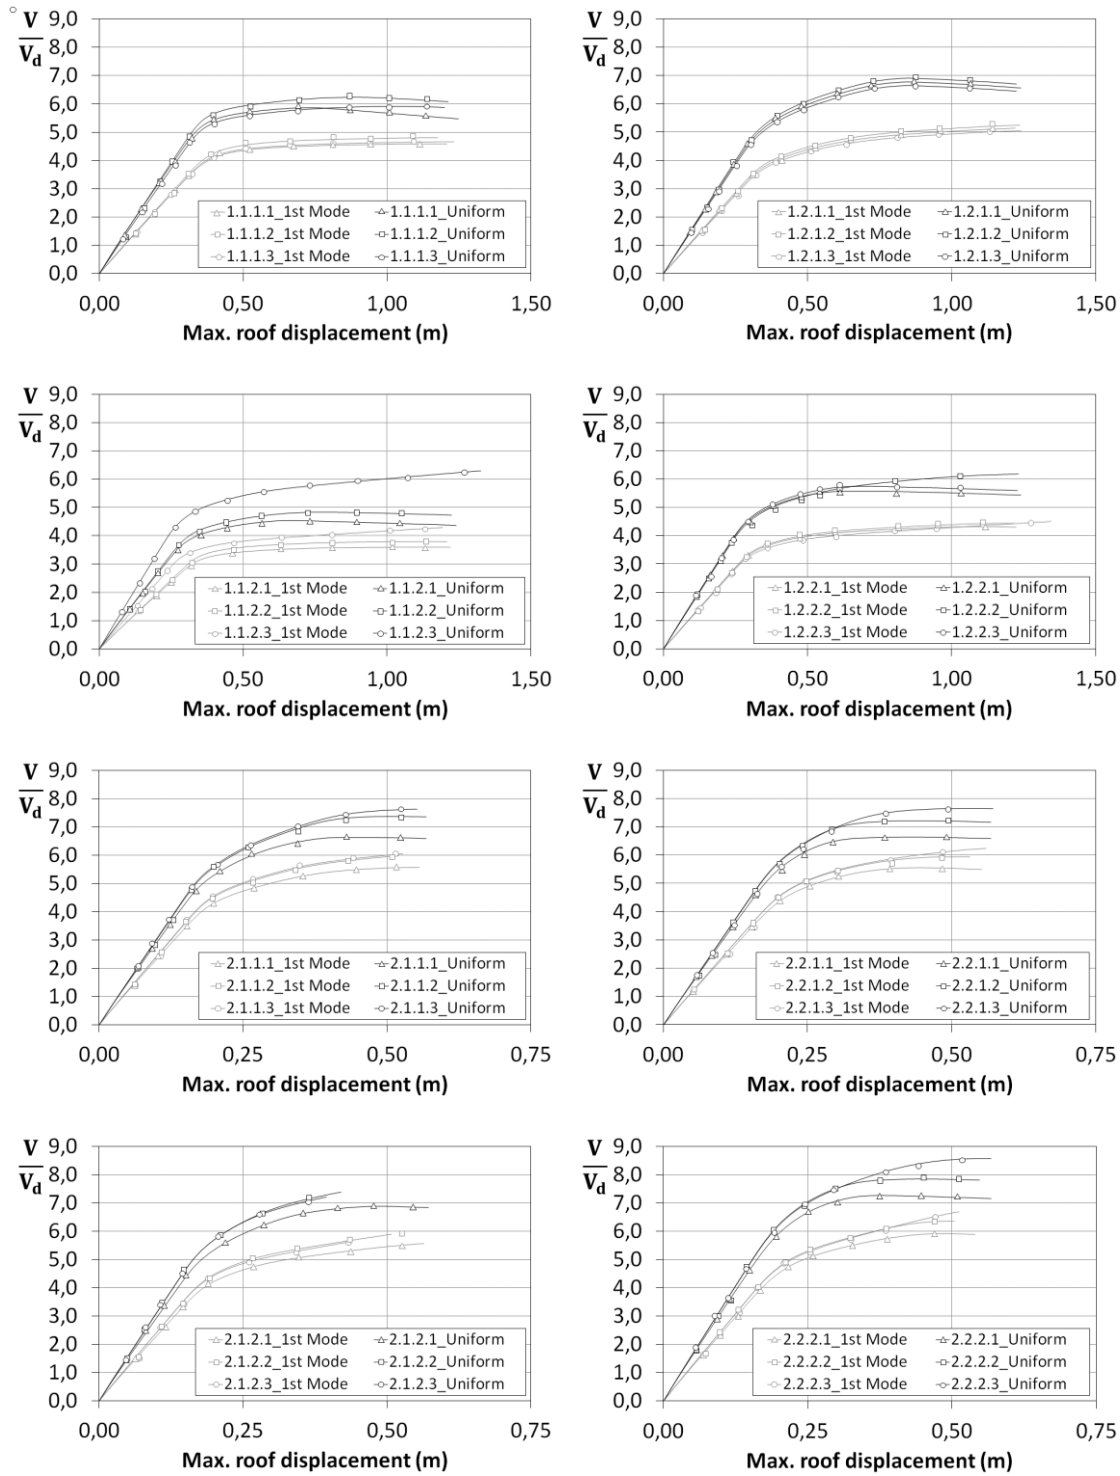 V
V
V_d
9,0
8,0
7,0
6,0
5,0
4,0
3,0
2,0
1,0
0,0
1.1.1.1_1st Mode 1.1.1.1_Uniform
1.1.1.2_1st Mode 1.1.1.2_Uniform
1.1.1.3_1st Mode 1.1.1.3_Uniform
0,00 0,50 1,00 1,50
Max. roof displacement (m)
V
V_d
9,0
8,0
7,0
6,0
5,0
4,0
3,0
2,0
1,0
0,0
1.2.1.1_1st Mode 1.2.1.1_Uniform
1.2.1.2_1st Mode 1.2.1.2_Uniform
1.2.1.3_1st Mode 1.2.1.3_Uniform
0,00 0,50 1,00 1,50
Max. roof displacement (m)
V
V_d
9,0
8,0
7,0
6,0
5,0
4,0
3,0
2,0
1,0
0,0
1.1.2.1_1st Mode 1.1.2.1_Uniform
1.1.2.2_1st Mode 1.1.2.2_Uniform
1.1.2.3_1st Mode 1.1.2.3_Uniform
0,00 0,50 1,00 1,50
Max. roof displacement (m)
V
V_d
9,0
8,0
7,0
6,0
5,0
4,0
3,0
2,0
1,0
0,0
1.2.2.1_1st Mode 1.2.2.1_Uniform
1.2.2.2_1st Mode 1.2.2.2_Uniform
1.2.2.3_1st Mode 1.2.2.3_Uniform
0,00 0,50 1,00 1,50
Max. roof displacement (m)
V
V_d
9,0
8,0
7,0
6,0
5,0
4,0
3,0
2,0
1,0
0,0
2.1.1.1_1st Mode 2.1.1.1_Uniform
2.1.1.2_1st Mode 2.1.1.2_Uniform
2.1.1.3_1st Mode 2.1.1.3_Uniform
0,00 0,25 0,50 0,75
Max. roof displacement (m)
V
V_d
9,0
8,0
7,0
6,0
5,0
4,0
3,0
2,0
1,0
0,0
2.2.1.1_1st Mode 2.2.1.1_Uniform
2.2.1.2_1st Mode 2.2.1.2_Uniform
2.2.1.3_1st Mode 2.2.1.3_Uniform
0,00 0,25 0,50 0,75
Max. roof displacement (m)
V
V_d
9,0
8,0
7,0
6,0
5,0
4,0
3,0
2,0
1,0
0,0
2.1.2.1_1st Mode 2.1.2.1_Uniform
2.1.2.2_1st Mode 2.1.2.2_Uniform
2.1.2.3_1st Mode 2.1.2.3_Uniform
0,00 0,25 0,50 0,75
Max. roof displacement (m)
V
V_d
9,0
8,0
7,0
6,0
5,0
4,0
3,0
2,0
1,0
0,0
2.2.2.1_1st Mode 2.2.2.1_Uniform
2.2.2.2_1st Mode 2.2.2.2_Uniform
2.2.2.3_1st Mode 2.2.2.3_Uniform
0,00 0,25 0,50 0,75
Max. roof displacement (m)